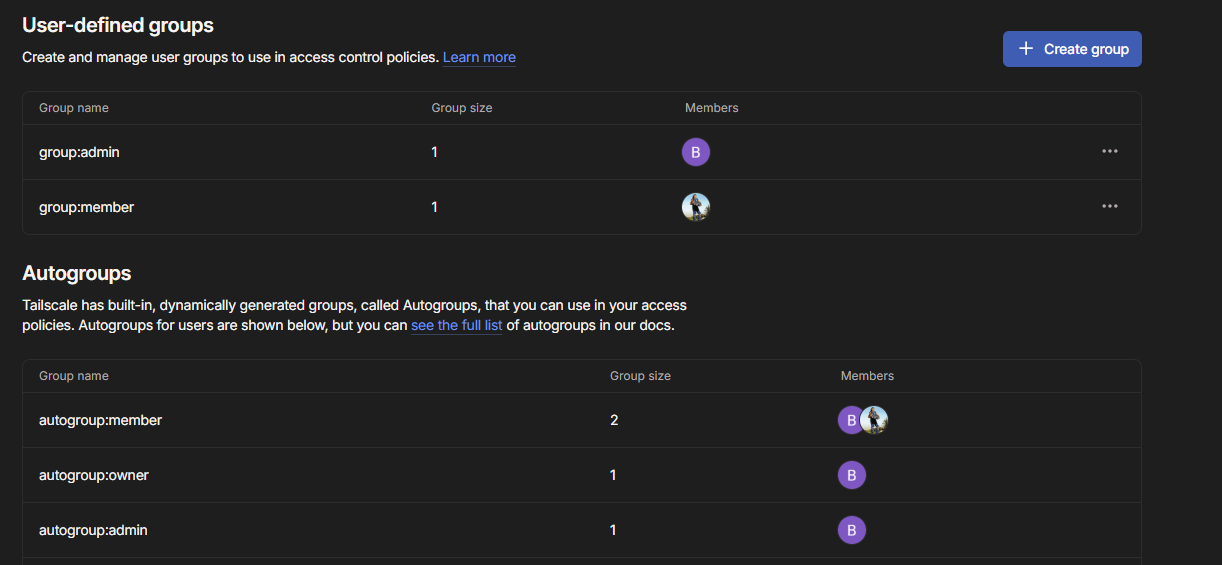 User-defined groups
Create and manage user groups to use in access control policies. Learn more
Create group
Group name Group size Members
group:admin 1 B
group:member 1
Autogroups
Tailscale has built-in, dynamically generated groups, called Autogroups, that you can use in your access
policies. Autogroups for users are shown below, but you can see the full list of autogroups in our docs.
Group name Group size Members
autogroup:member 2 B
autogroup:owner 1 B
autogroup:admin 1 B